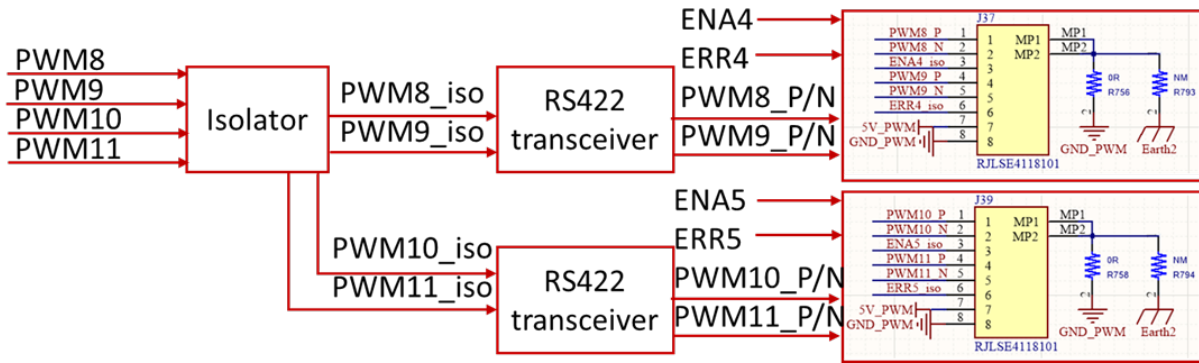 PWM8
PWM9
PWM10
PWM11
Isolator
PWM8_iso
PWM9_iso
RS422
transceiver
ENA4
ERR4
PWM8_P/N
PWM9_P/N
J37
PWM8_P 1 1 MP1 MP1
PWM8_N 2 2 MP2 MP2
ENA4_iso 3 3
PWM9_P 4 4
PWM9_N 5 5
ERR4_iso 6 6
5V_PWM 7 7
GND_PWM 8 8
RJLSE4118101
0R
R756
NM
R793
GND_PWM
Earth2
PWM10_iso
PWM11_iso
RS422
transceiver
ENA5
ERR5
PWM10_P/N
PWM11_P/N
J39
PWM10_P 1 1 MP1 MP1
PWM10_N 2 2 MP2 MP2
ENA5_iso 3 3
PWM11_P 4 4
PWM11_N 5 5
ERR5_iso 6 6
5V_PWM 7 7
GND_PWM 8 8
RJLSE4118101
0R
R758
NM
R794
GND_PWM
Earth2